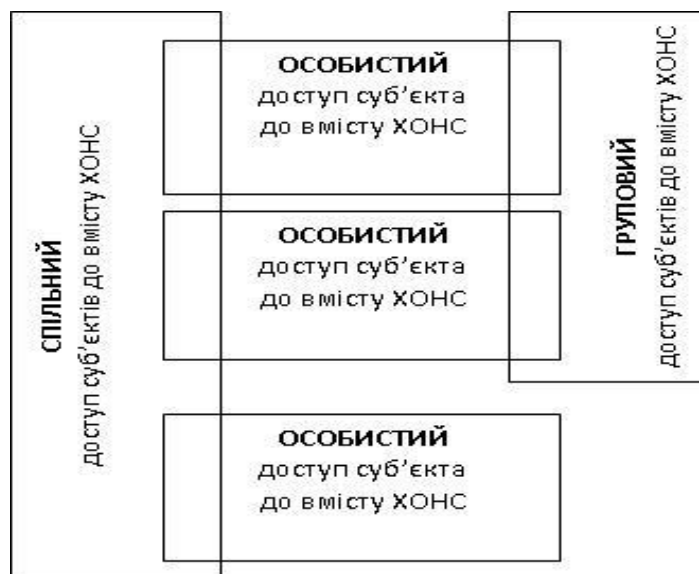 СПІЛЬНИЙ
доступ суб’єктів до вмісту ХОНС
ОСОБИСТИЙ
доступ суб’єкта
до вмісту ХОНС
ОСОБИСТИЙ
доступ суб’єкта
до вмісту ХОНС
ОСОБИСТИЙ
доступ суб’єкта
до вмісту ХОНС
ГРУПОВИЙ
доступ суб’єктів до вмісту ХОНС